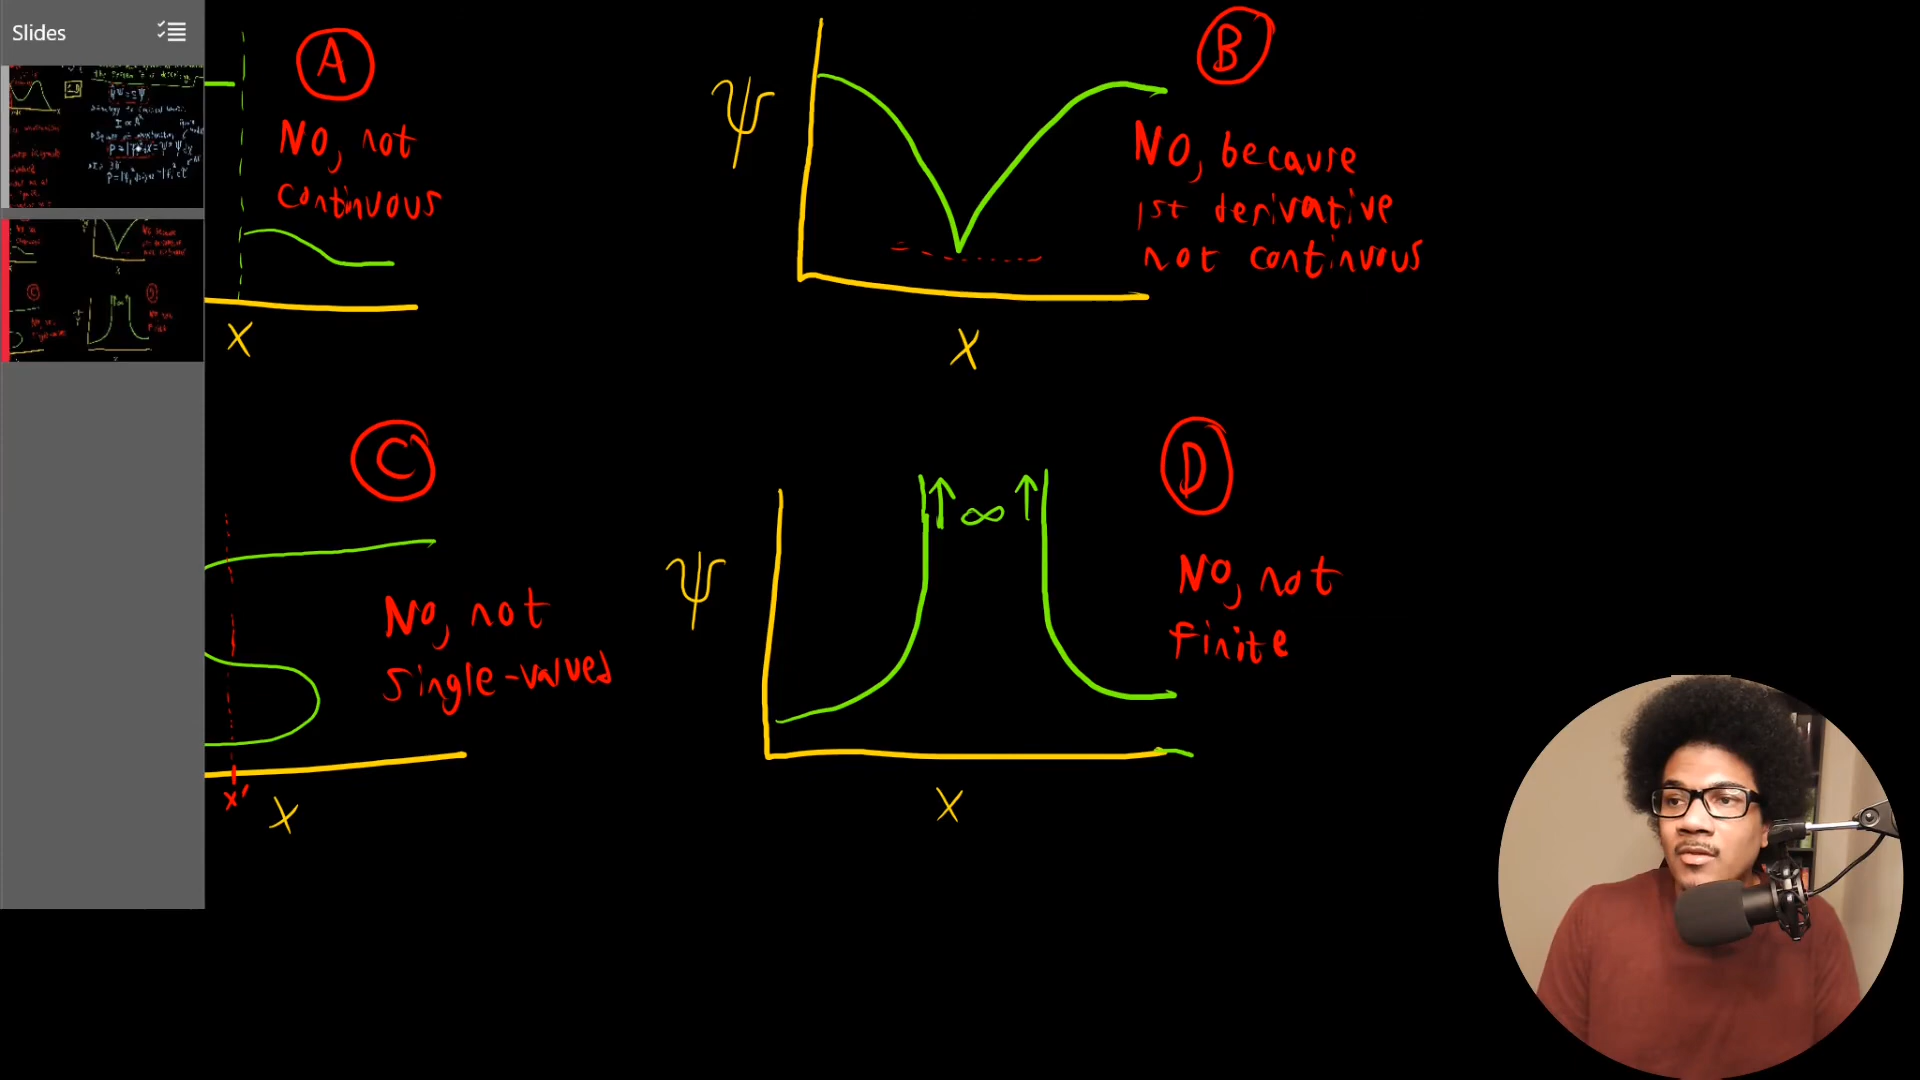 Slides
A
NO, not
continuous
X
Ψ
B
NO, because
1st derivative
not continuous
X
C
NO, not
single-valued
x'
X
Ψ
↑ ∞ ↑
D
NO, not
finite
X